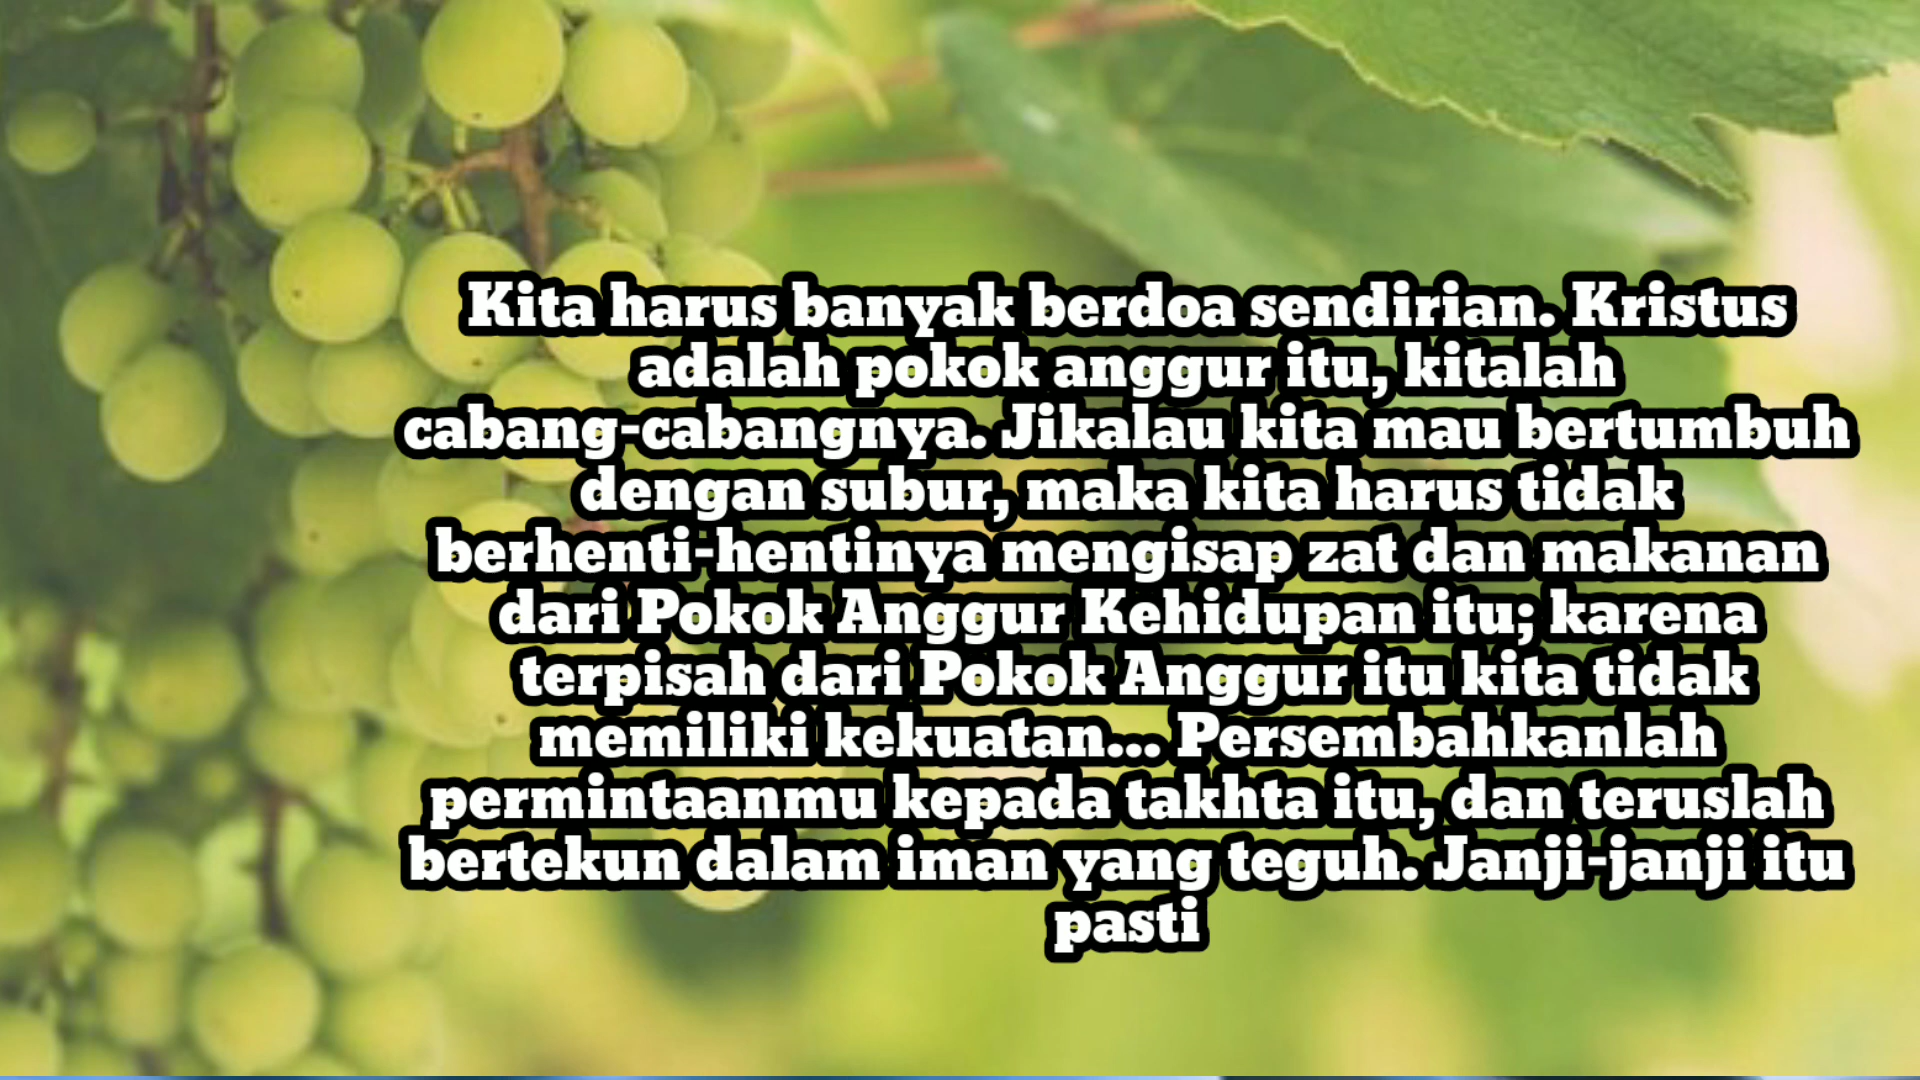 Kita harus banyak berdoa sendirian. Kristus
adalah pokok anggur itu, kitalah
cabang-cabangnya. Jikalau kita mau bertumbuh
dengan subur, maka kita harus tidak
berhenti-hentinya mengisap zat dan makanan
dari Pokok Anggur Kehidupan itu; karena
terpisah dari Pokok Anggur itu kita tidak
memiliki kekuatan... Persembahkanlah
permintaanmu kepada takhta itu, dan teruslah
bertekun dalam iman yang teguh. Janji-janji itu
pasti